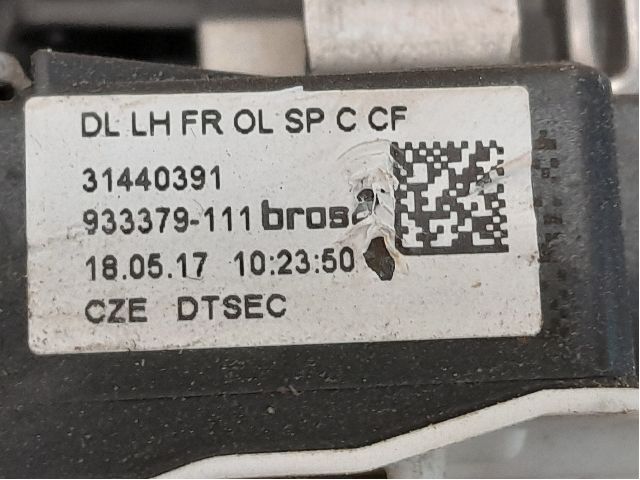 DL LH FR OL SP C CF
31440391
933379-111 brose
18.05.17 10:23:50
CZE DTSEC